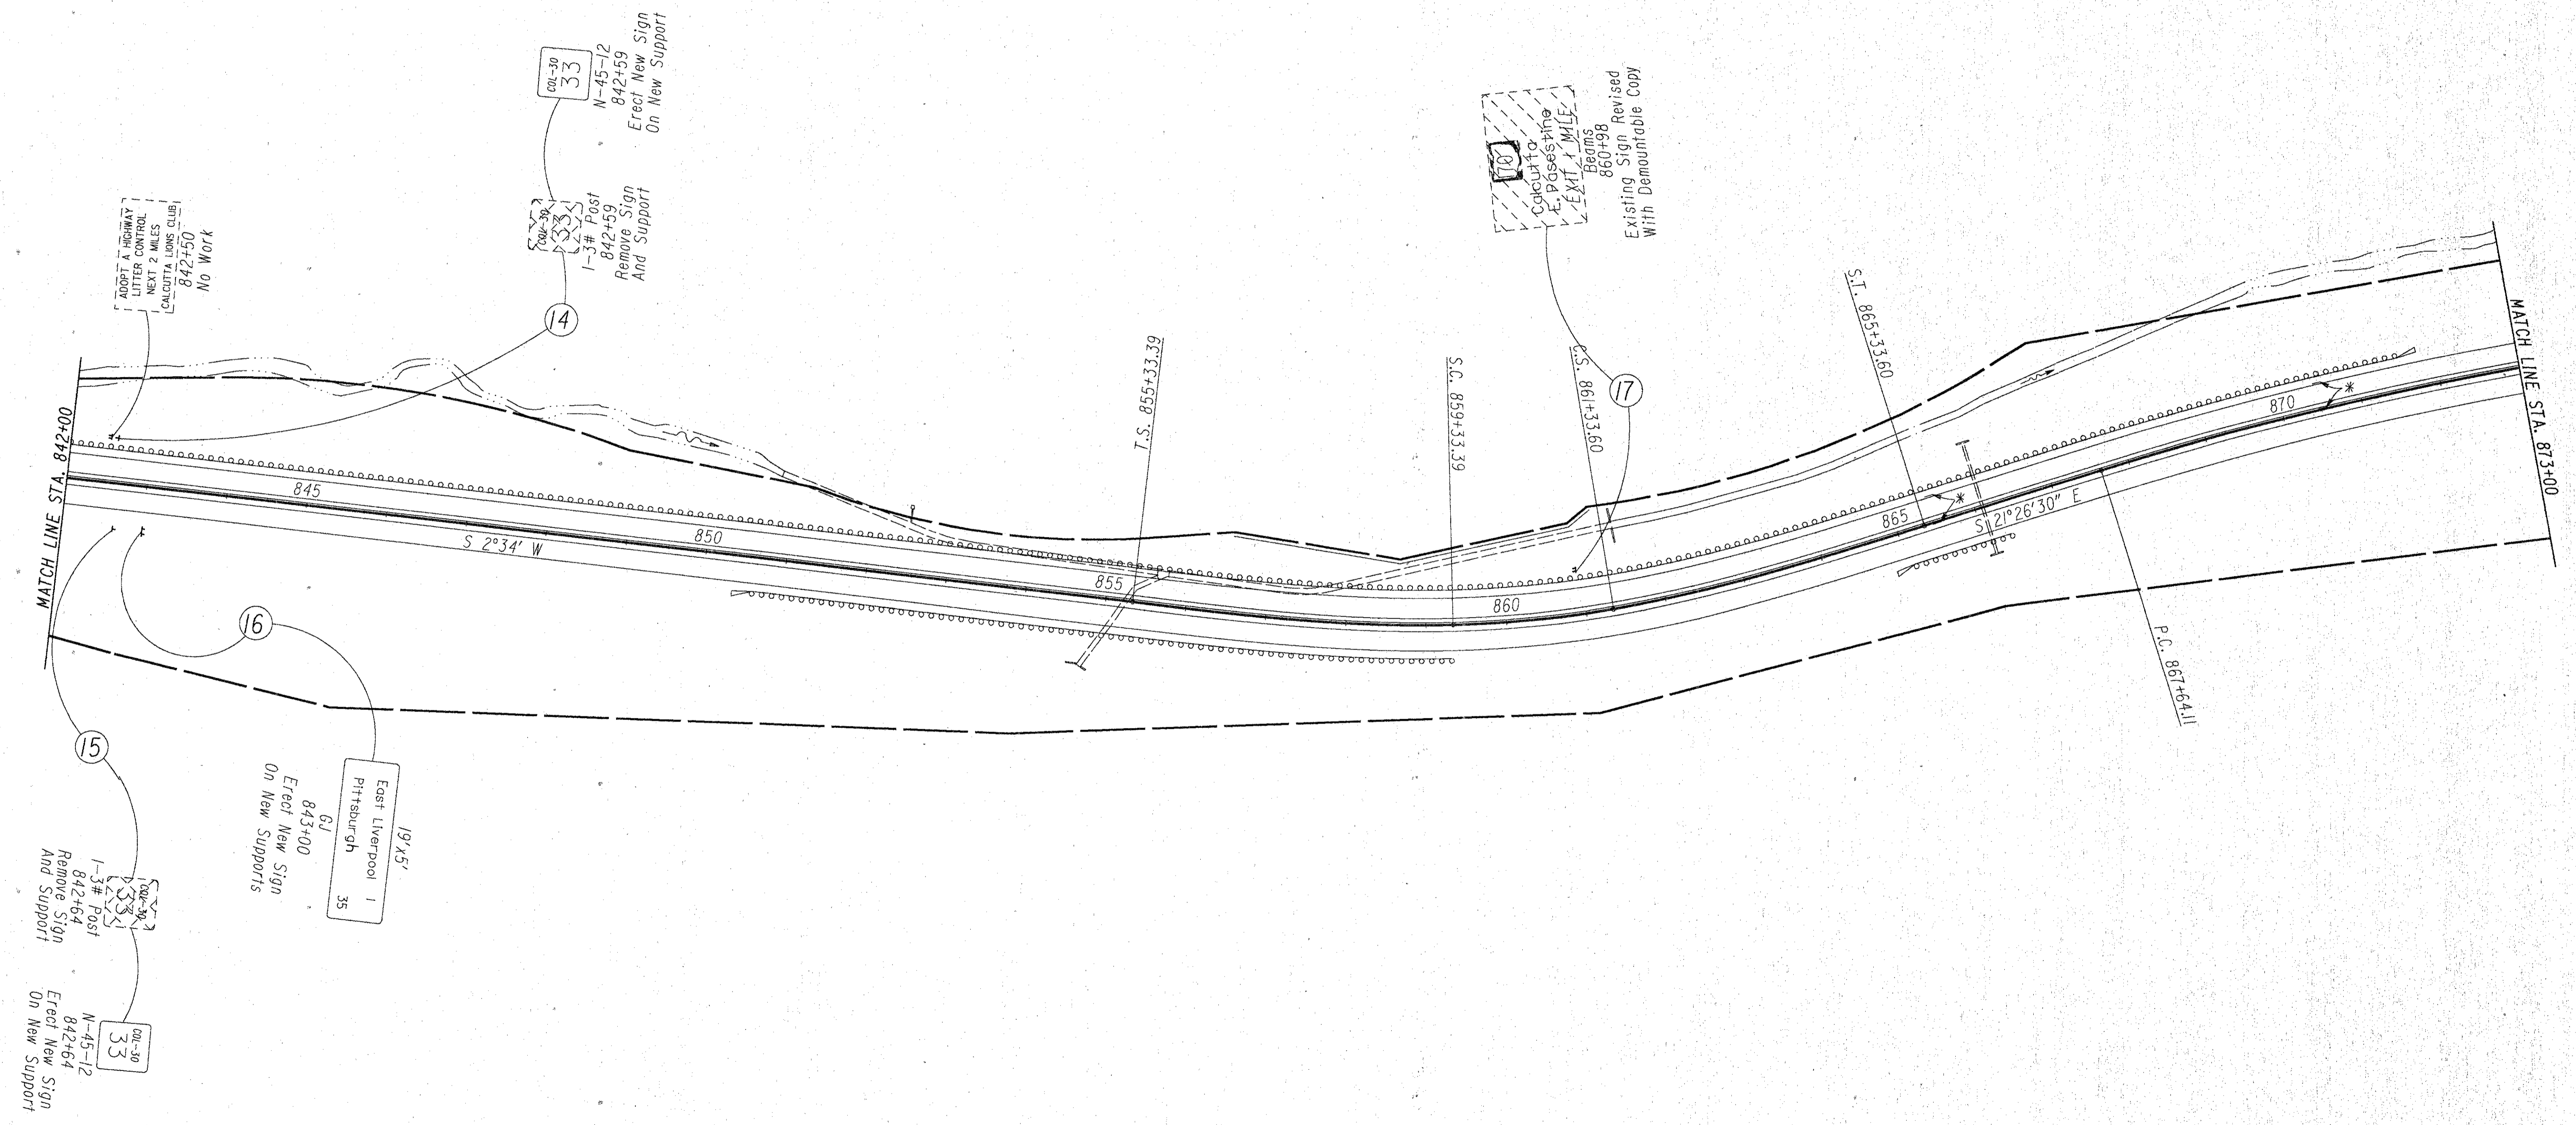 COL-30
33
N-45-12
842+59
Erect New Sign
On New Support
COL-30
33
1-3# Post
842+59
Remove Sign
And Support
14
ADOPT A HIGHWAY
LITTER CONTROL
NEXT 2 MILES
CALCUTTA LIONS CLUB
842+50
No Work
170
Calcutta
E. Pasestine
EXIT 1 MILE
Beams
860+98
Existing Sign Revised
With Demountable Copy
17
MATCH LINE STA. 842+00
845
850
855
860
865
870
S 2°34' W
T.S. 855+33.39
S.C. 859+33.39
C.S. 861+33.60
S.T. 865+33.60
S 21°26'30" E
P.C. 867+64.11
*
*
MATCH LINE STA. 873+00
16
19'x5'
East Liverpool 1
Pittsburgh 35
GJ
843+00
Erect New Sign
On New Supports
15
COL-30
33
1-3# Post
842+64
Remove Sign
And Support
COL-30
33
N-45-12
842+64
Erect New Sign
On New Support